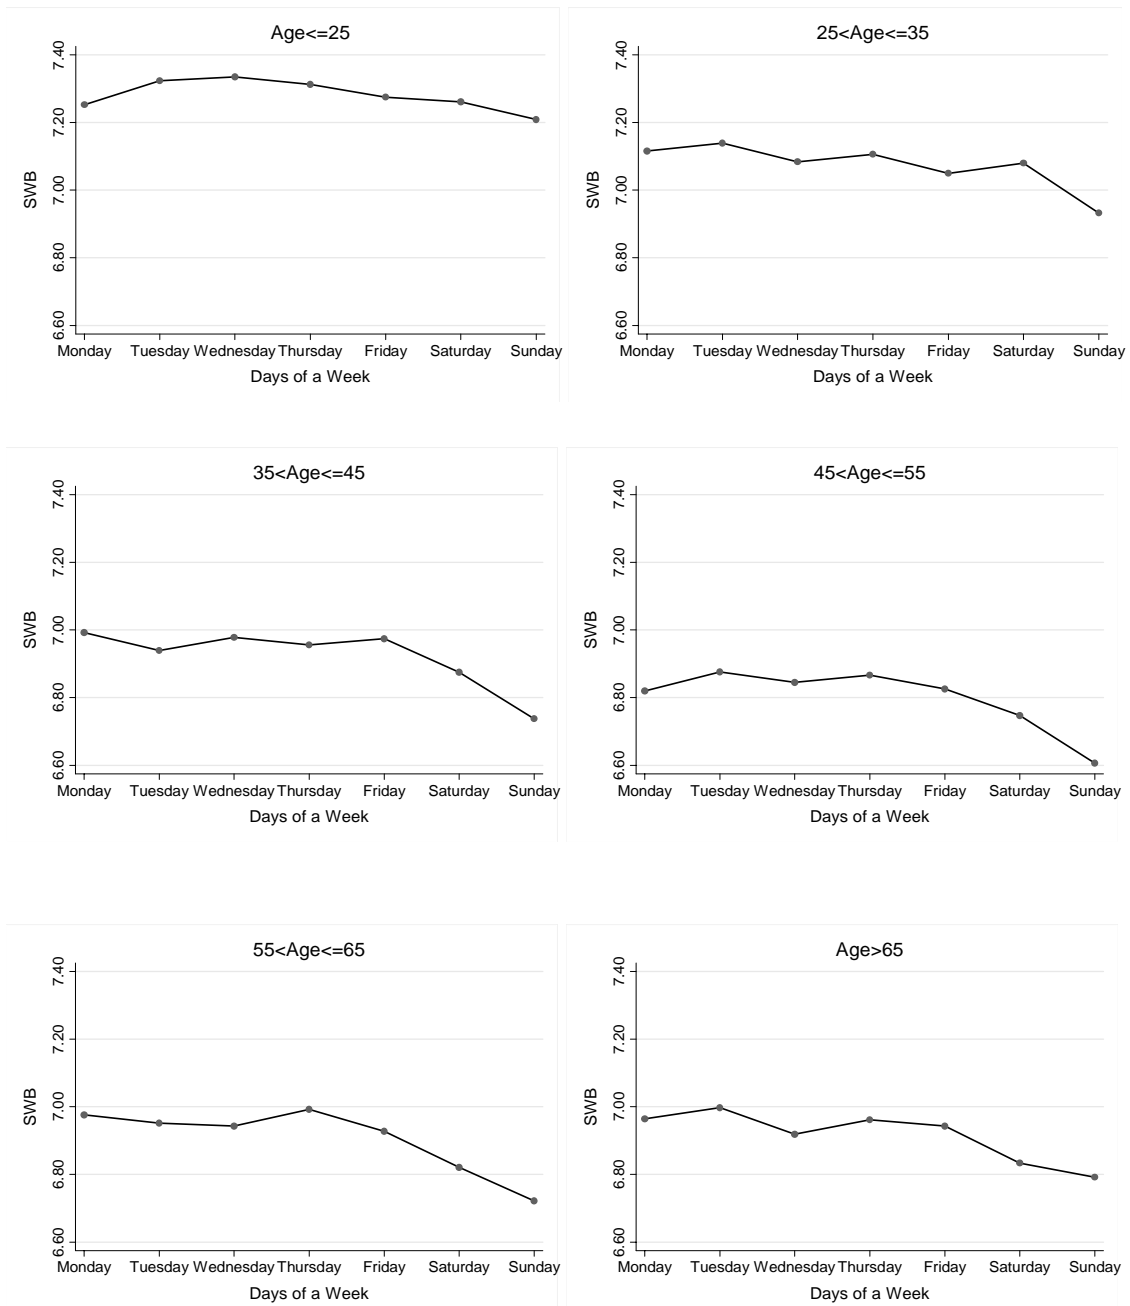 Age<=25
SWB
7.40
7.20
7.00
6.80
6.60
Monday Tuesday Wednesday Thursday Friday Saturday Sunday
Days of a Week
25<Age<=35
SWB
7.40
7.20
7.00
6.80
6.60
Monday Tuesday Wednesday Thursday Friday Saturday Sunday
Days of a Week
35<Age<=45
SWB
7.40
7.20
7.00
6.80
6.60
Monday Tuesday Wednesday Thursday Friday Saturday Sunday
Days of a Week
45<Age<=55
SWB
7.40
7.20
7.00
6.80
6.60
Monday Tuesday Wednesday Thursday Friday Saturday Sunday
Days of a Week
55<Age<=65
SWB
7.40
7.20
7.00
6.80
6.60
Monday Tuesday Wednesday Thursday Friday Saturday Sunday
Days of a Week
Age>65
SWB
7.40
7.20
7.00
6.80
6.60
Monday Tuesday Wednesday Thursday Friday Saturday Sunday
Days of a Week